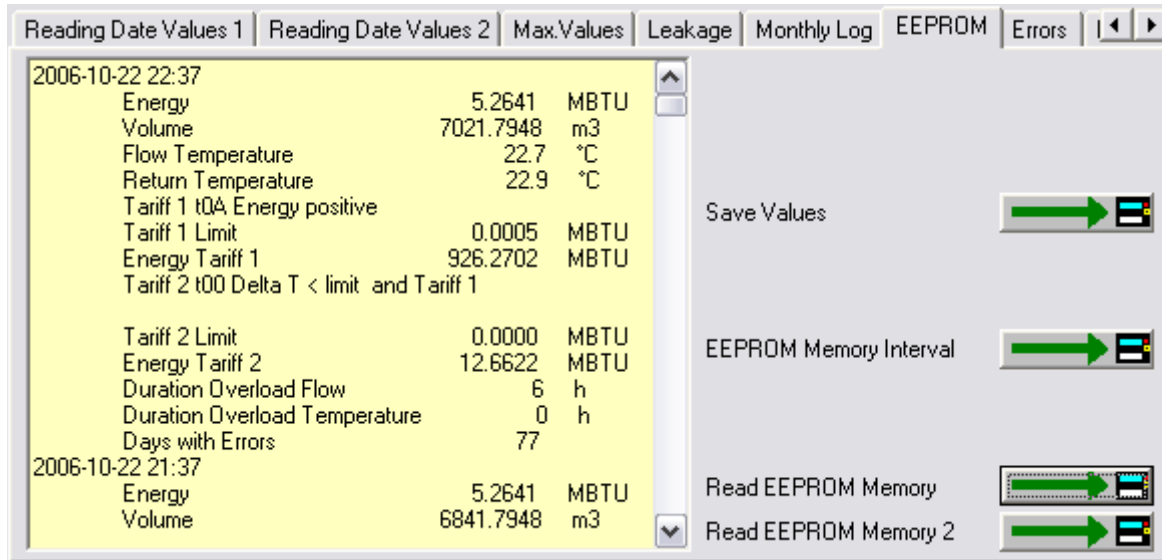 Reading Date Values 1 Reading Date Values 2 Max.Values Leakage Monthly Log EEPROM Errors
2006-10-22 22:37
Energy 5.2641 MBTU
Volume 7021.7948 m3
Flow Temperature 22.7 °C
Return Temperature 22.9 °C
Tariff 1 t0A Energy positive
Tariff 1 Limit 0.0005 MBTU
Energy Tariff 1 926.2702 MBTU
Tariff 2 t00 Delta T < limit and Tariff 1
Tariff 2 Limit 0.0000 MBTU
Energy Tariff 2 12.6622 MBTU
Duration Overload Flow 6 h
Duration Overload Temperature 0 h
Days with Errors 77
2006-10-22 21:37
Energy 5.2641 MBTU
Volume 6841.7948 m3
Save Values
EEPROM Memory Interval
Read EEPROM Memory
Read EEPROM Memory 2